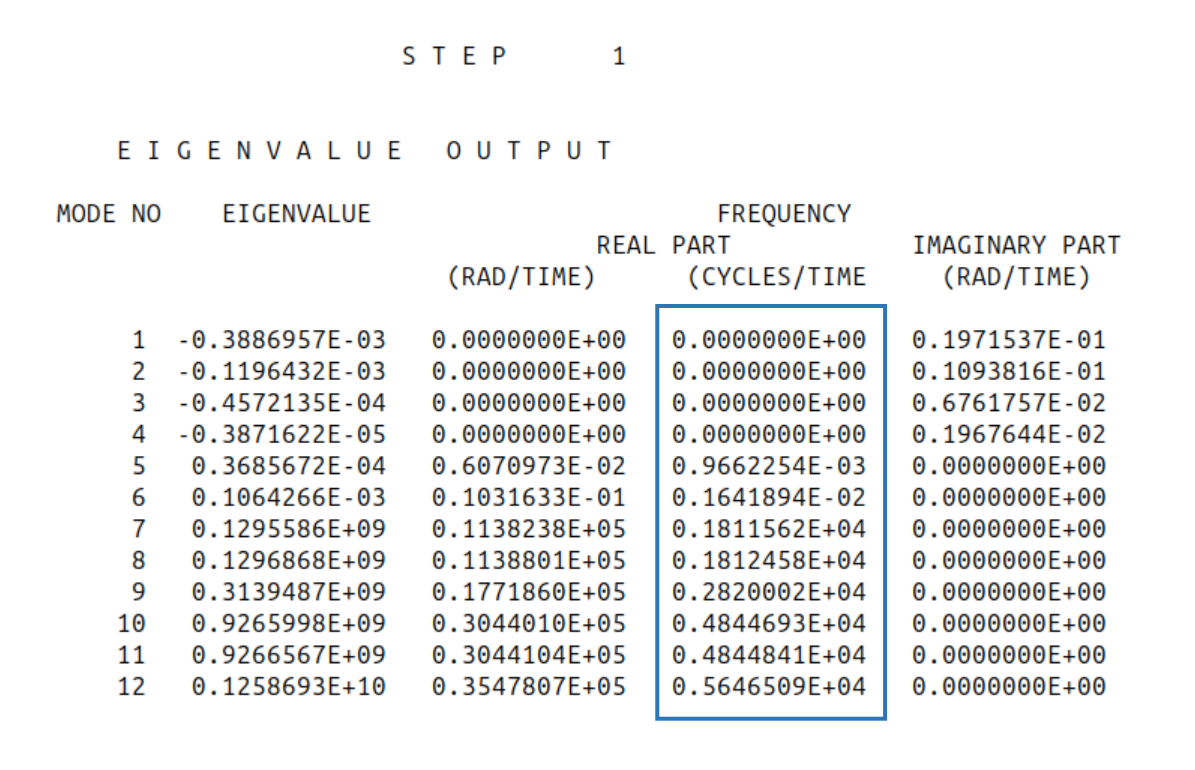 S T E P 1
E I G E N V A L U E O U T P U T
MODE NO EIGENVALUE FREQUENCY
REAL PART IMAGINARY PART
(RAD/TIME) (CYCLES/TIME (RAD/TIME)
1 -0.3886957E-03 0.0000000E+00 0.0000000E+00 0.1971537E-01
2 -0.1196432E-03 0.0000000E+00 0.0000000E+00 0.1093816E-01
3 -0.4572135E-04 0.0000000E+00 0.0000000E+00 0.6761757E-02
4 -0.3871622E-05 0.0000000E+00 0.0000000E+00 0.1967644E-02
5 0.3685672E-04 0.6070973E-02 0.9662254E-03 0.0000000E+00
6 0.1064266E-03 0.1031633E-01 0.1641894E-02 0.0000000E+00
7 0.1295586E+09 0.1138238E+05 0.1811562E+04 0.0000000E+00
8 0.1296868E+09 0.1138801E+05 0.1812458E+04 0.0000000E+00
9 0.3139487E+09 0.1771860E+05 0.2820002E+04 0.0000000E+00
10 0.9265998E+09 0.3044010E+05 0.4844693E+04 0.0000000E+00
11 0.9266567E+09 0.3044104E+05 0.4844841E+04 0.0000000E+00
12 0.1258693E+10 0.3547807E+05 0.5646509E+04 0.0000000E+00